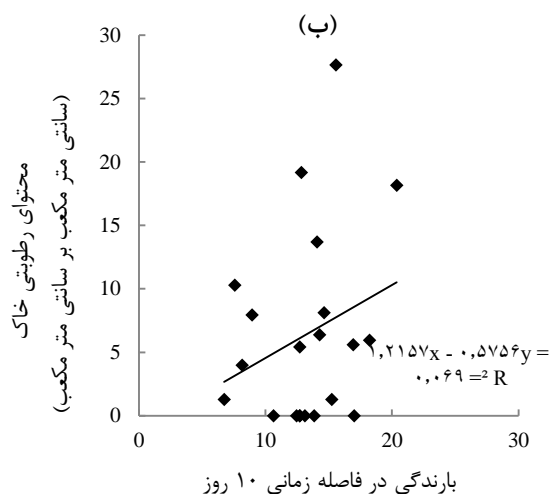 (ب)
30
25
20
15
10
5
0
0
10
20
30
محتوای رطوبتی خاک
(سانتی متر مکعب بر سانتی متر مکعب)
۱,۲۱۵۷x - ۰,۵۷۵۶y =
۰,۰۶۹ =² R
بارندگی در فاصله زمانی ۱۰ روز